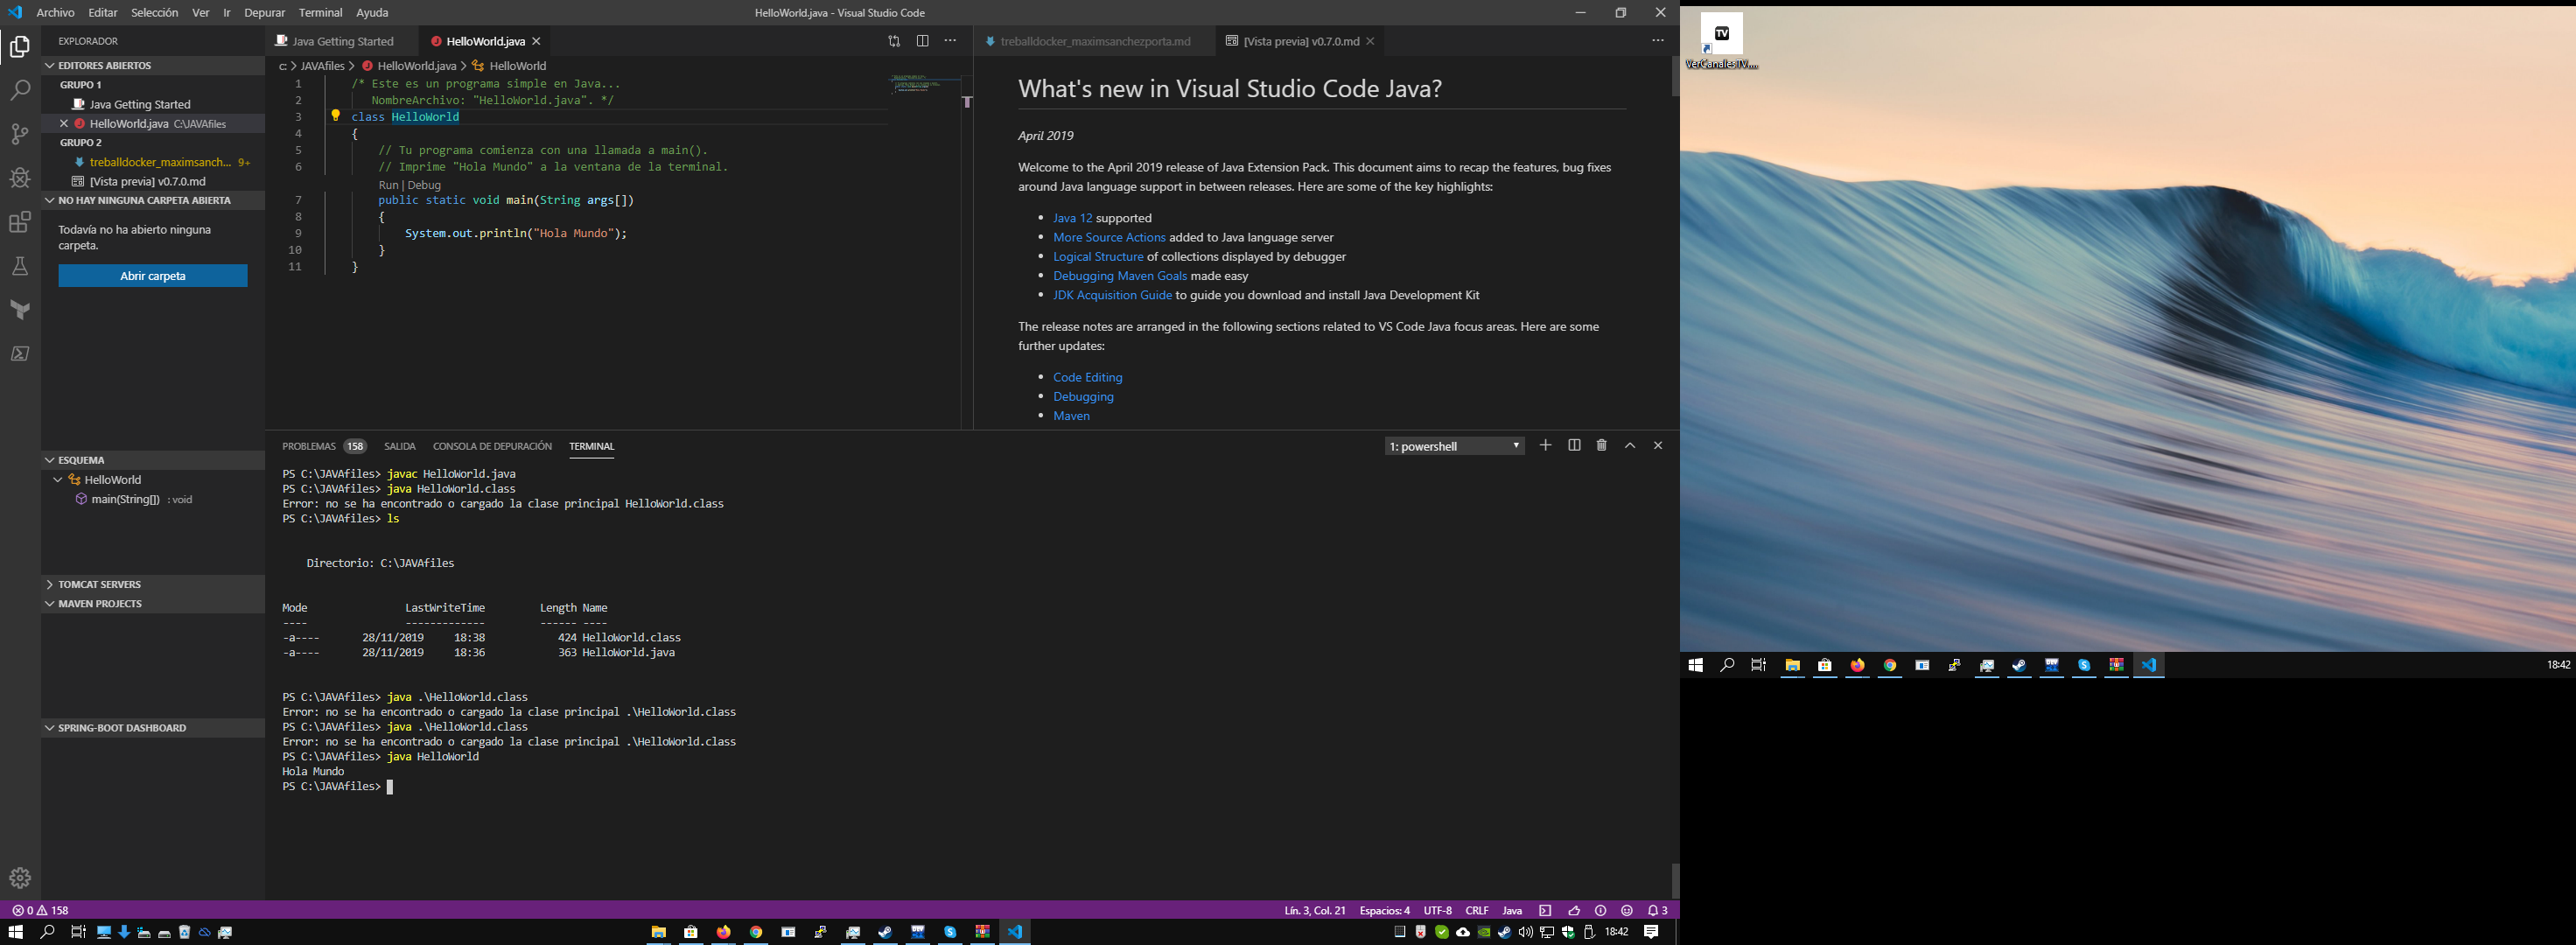 Archivo Editar Selección Ver Ir Depurar Terminal Ayuda
HelloWorld.java - Visual Studio Code
EXPLORADOR
EDITORES ABIERTOS
GRUPO 1
Java Getting Started
HelloWorld.java C:\JAVAfiles
GRUPO 2
treballdocker_maximsanch... 9+
[Vista previa] v0.7.0.md
NO HAY NINGUNA CARPETA ABIERTA
Todavía no ha abierto ninguna
carpeta.
Abrir carpeta
ESQUEMA
HelloWorld
main(String[]) : void
TOMCAT SERVERS
MAVEN PROJECTS
SPRING-BOOT DASHBOARD
Java Getting Started
HelloWorld.java
C: > JAVAfiles > HelloWorld.java > HelloWorld
1 /* Este es un programa simple en Java...
2 NombreArchivo: "HelloWorld.java". */
3 class HelloWorld
4 {
5 // Tu programa comienza con una llamada a main().
6 // Imprime "Hola Mundo" a la ventana de la terminal.
Run | Debug
7 public static void main(String args[])
8 {
9 System.out.println("Hola Mundo");
10 }
11 }
treballdocker_maximsanchezporta.md
[Vista previa] v0.7.0.md
What's new in Visual Studio Code Java?
April 2019
Welcome to the April 2019 release of Java Extension Pack. This document aims to recap the features, bug fixes
around Java language support in between releases. Here are some of the key highlights:
• Java 12 supported
• More Source Actions added to Java language server
• Logical Structure of collections displayed by debugger
• Debugging Maven Goals made easy
• JDK Acquisition Guide to guide you download and install Java Development Kit
The release notes are arranged in the following sections related to VS Code Java focus areas. Here are some
further updates:
• Code Editing
• Debugging
• Maven
PROBLEMAS 158 SALIDA CONSOLA DE DEPURACIÓN TERMINAL
1: powershell
PS C:\JAVAfiles> javac HelloWorld.java
PS C:\JAVAfiles> java HelloWorld.class
Error: no se ha encontrado o cargado la clase principal HelloWorld.class
PS C:\JAVAfiles> ls
Directorio: C:\JAVAfiles
Mode LastWriteTime Length Name
---- ------------- ------ ----
-a---- 28/11/2019 18:38 424 HelloWorld.class
-a---- 28/11/2019 18:36 363 HelloWorld.java
PS C:\JAVAfiles> java .\HelloWorld.class
Error: no se ha encontrado o cargado la clase principal .\HelloWorld.class
PS C:\JAVAfiles> java .\HelloWorld.class
Error: no se ha encontrado o cargado la clase principal .\HelloWorld.class
PS C:\JAVAfiles> java HelloWorld
Hola Mundo
PS C:\JAVAfiles>
0 158
Lín. 3, Col. 21 Espacios: 4 UTF-8 CRLF Java 3
18:42
TV
VerCanalesTV....
18:42